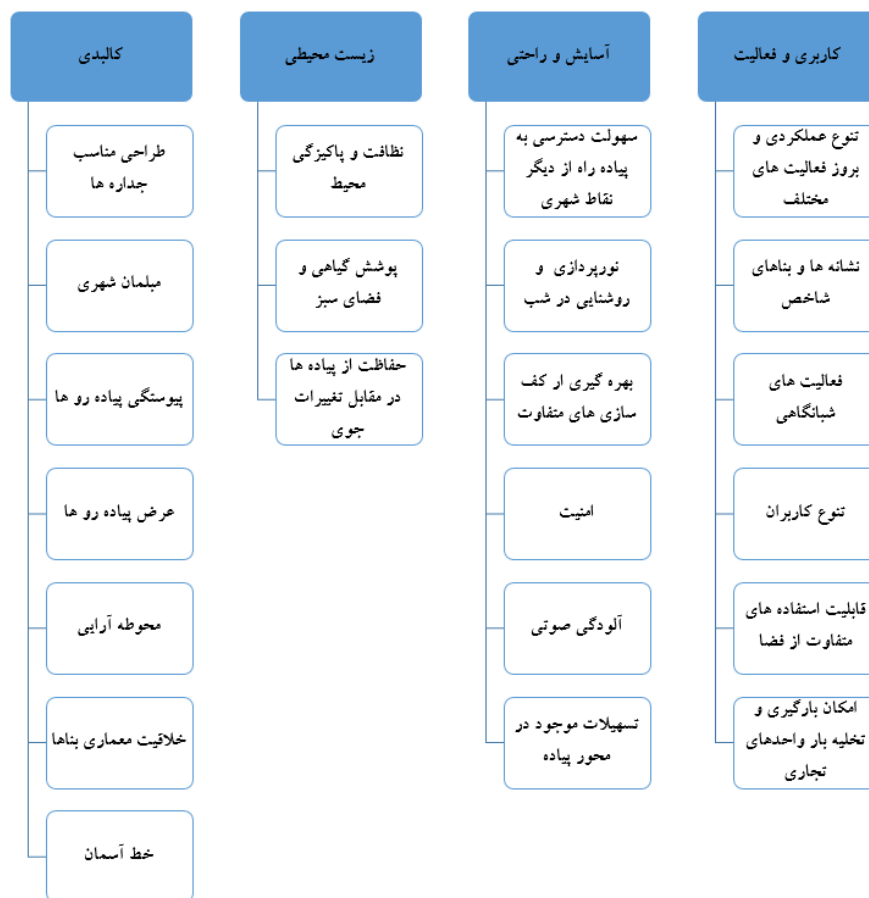 کاربری و فعالیت
تنوع عملکردی و
بروز فعالیت های
مختلف
نشانه ها و بناهای
شاخص
فعالیت های
شبانگاهی
تنوع کاربران
قابلیت استفاده های
متفاوت از فضا
امکان بارگیری و
تخلیه بار واحدهای
تجاری
آسایش و راحتی
سهولت دسترسی به
پیاده راه از دیگر
نقاط شهری
نورپردازی و
روشنایی در شب
بهره گیری ار کف
سازی های متفاوت
امنیت
آلودگی صوتی
تسهیلات موجود در
محور پیاده
زیست محیطی
نظافت و پاکیزگی
محیط
پوشش گیاهی و
فضای سبز
حفاظت از پیاده ها
در مقابل تغییرات
جوی
کالبدی
طراحی مناسب
جداره ها
مبلمان شهری
پیوستگی پیاده رو ها
عرض پیاده رو ها
محوطه آرایی
خلاقیت معماری بناها
خط آسمان